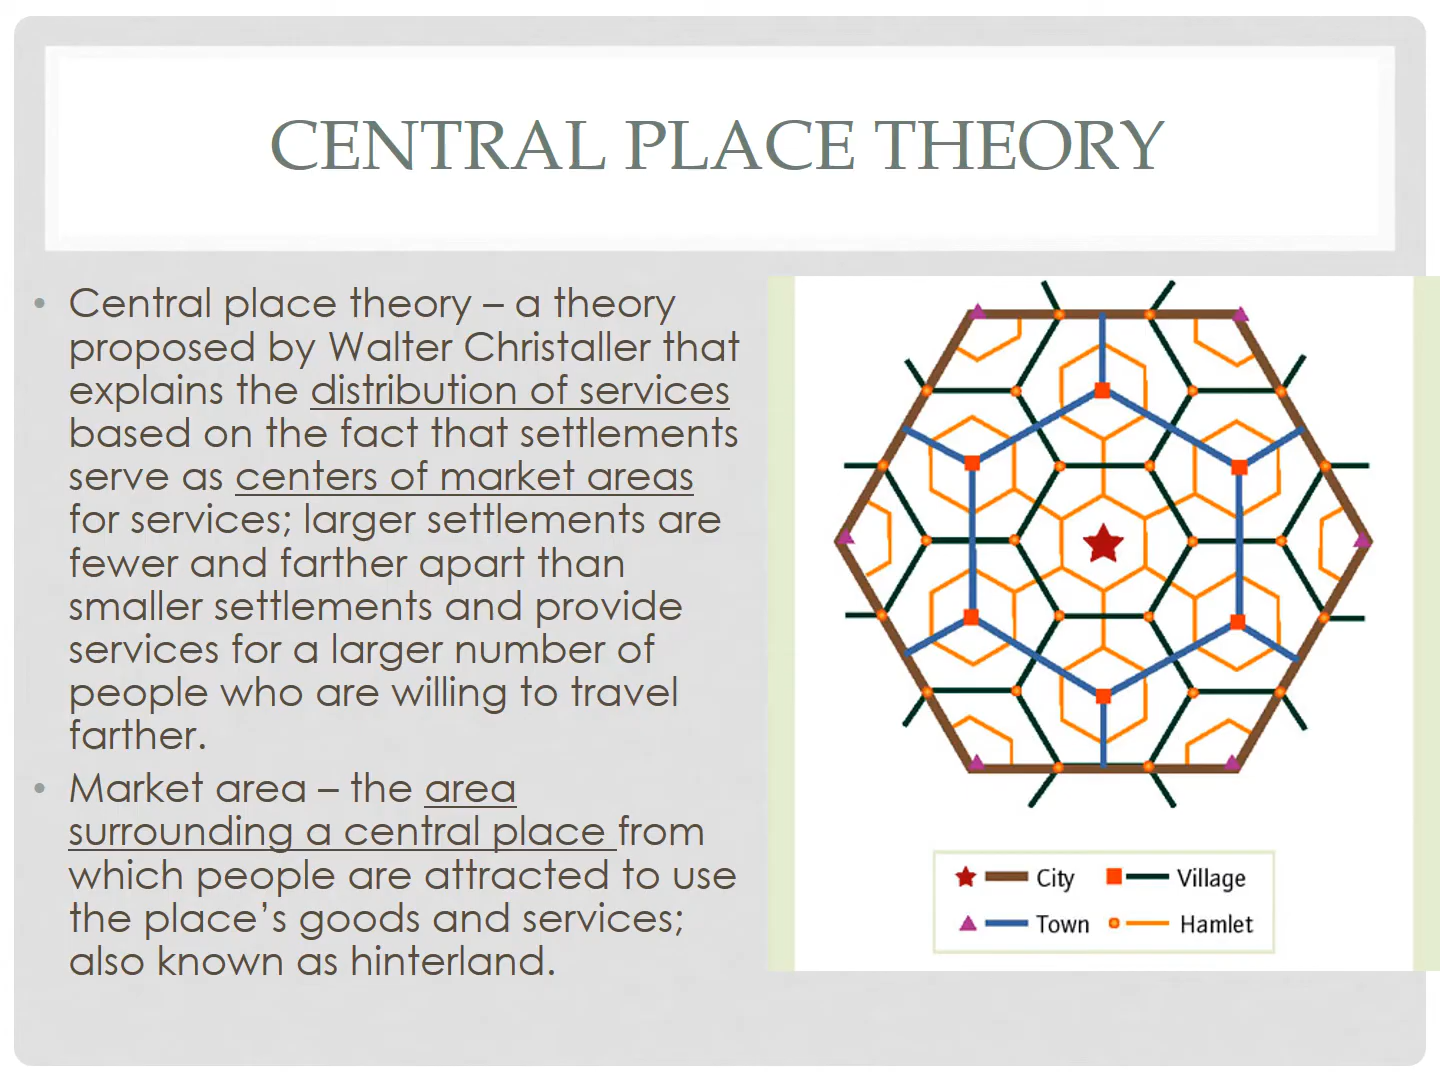 CENTRAL PLACE THEORY
• Central place theory – a theory
proposed by Walter Christaller that
explains the distribution of services
based on the fact that settlements
serve as centers of market areas
for services; larger settlements are
fewer and farther apart than
smaller settlements and provide
services for a larger number of
people who are willing to travel
farther.
• Market area – the area
surrounding a central place from
which people are attracted to use
the place’s goods and services;
also known as hinterland.
City
Village
Town
Hamlet